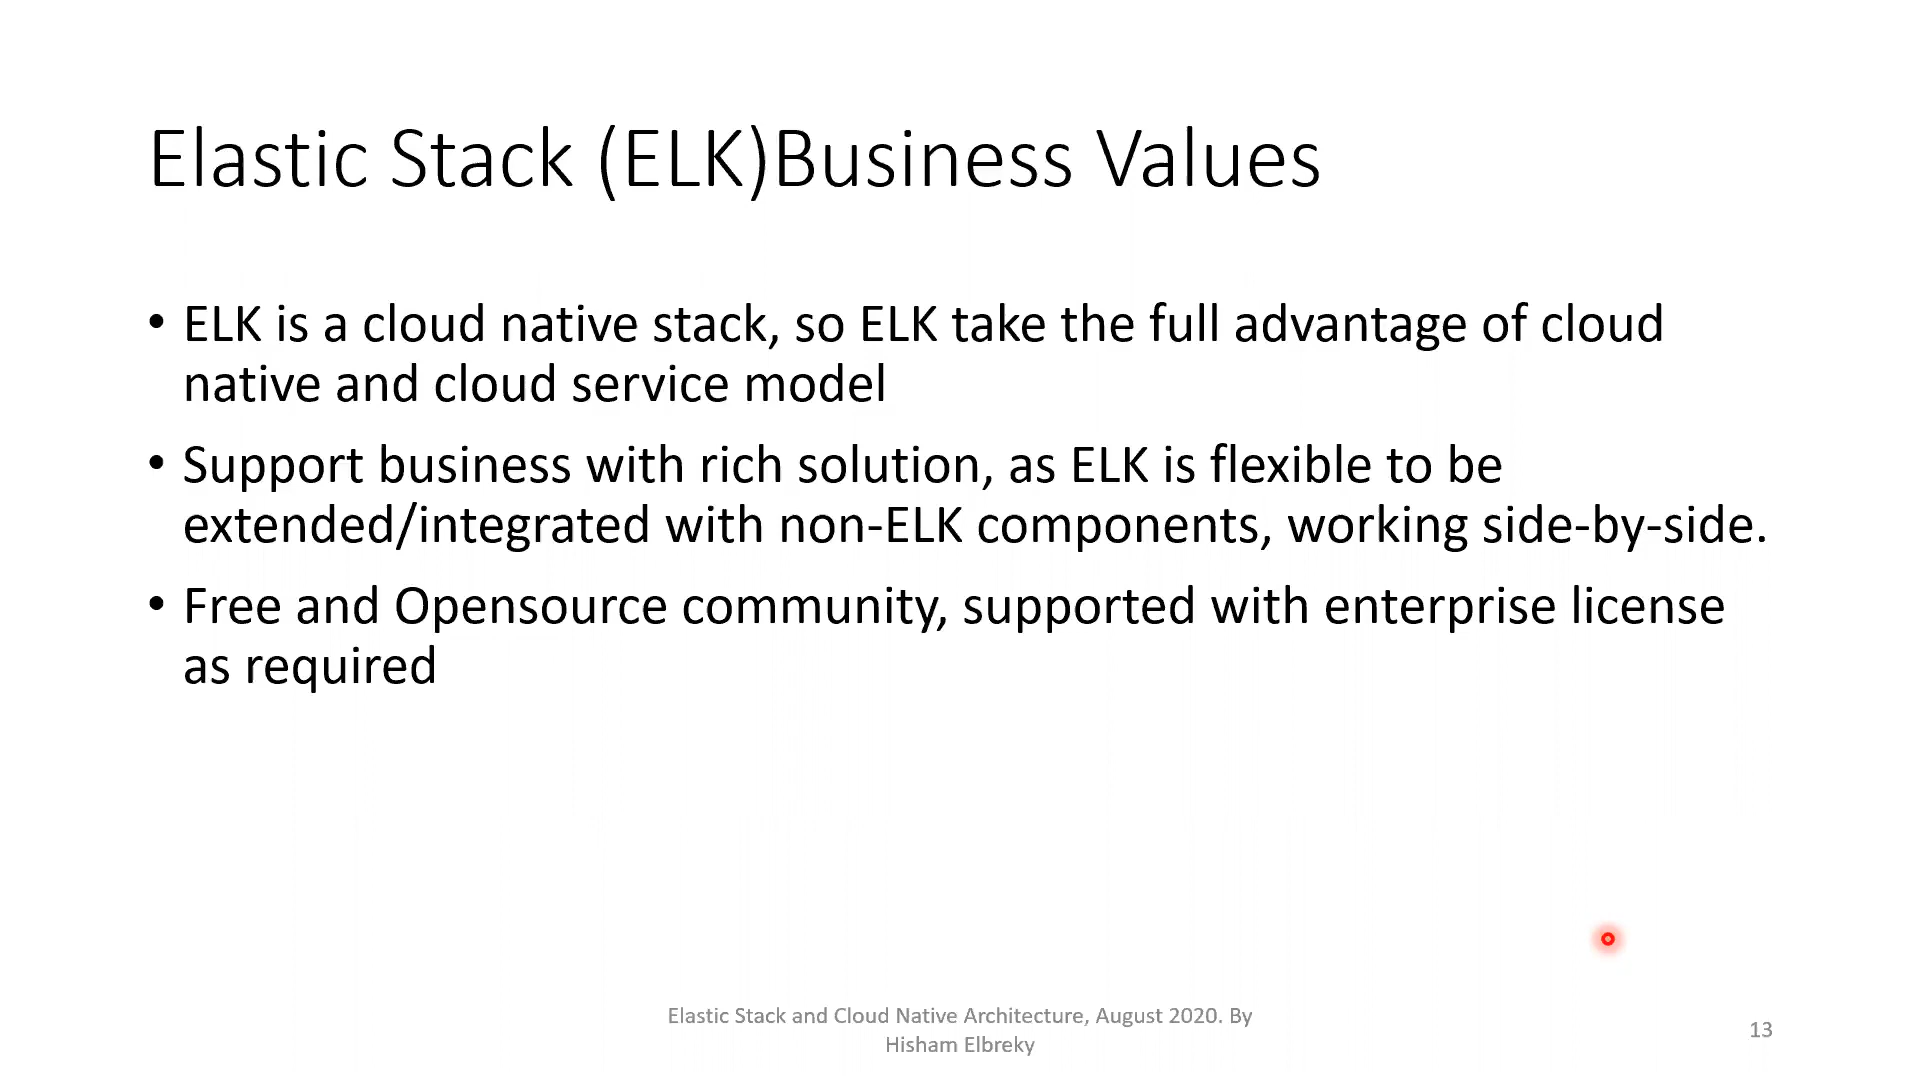 Elastic Stack (ELK)Business Values
• ELK is a cloud native stack, so ELK take the full advantage of cloud
native and cloud service model
• Support business with rich solution, as ELK is flexible to be
extended/integrated with non-ELK components, working side-by-side.
• Free and Opensource community, supported with enterprise license
as required
Elastic Stack and Cloud Native Architecture, August 2020. By
Hisham Elbreky
13